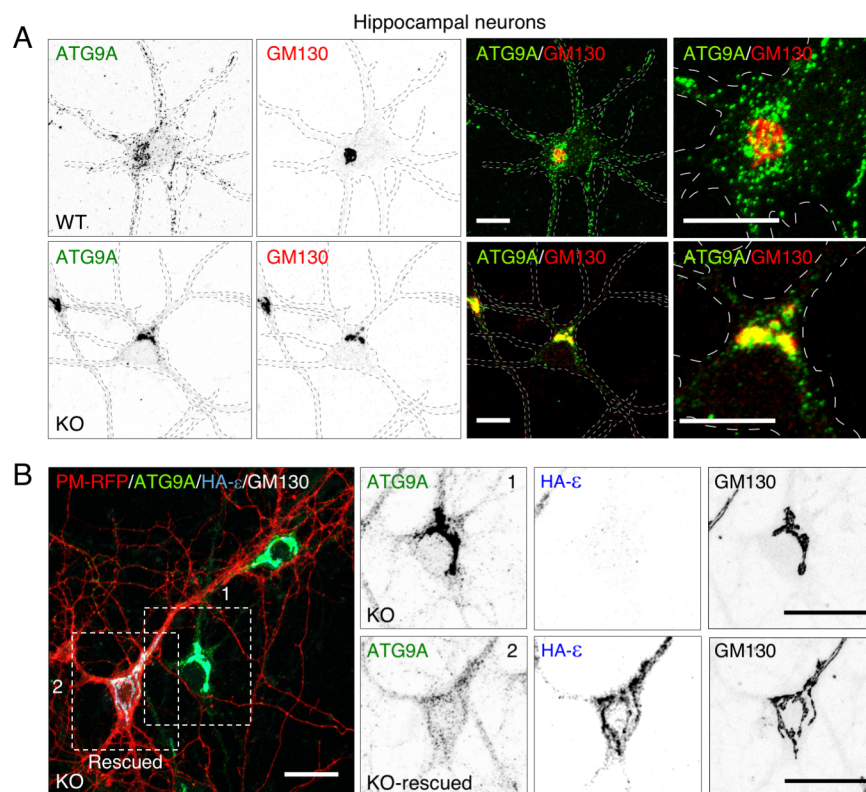 Hippocampal neurons
A
ATG9A
GM130
ATG9A/GM130
ATG9A/GM130
WT
ATG9A
GM130
ATG9A/GM130
ATG9A/GM130
KO
B
PM-RFP/ATG9A/HA-ε/GM130
1
2
Rescued
KO
ATG9A
1
KO
HA-ε
GM130
ATG9A
2
KO-rescued
HA-ε
GM130